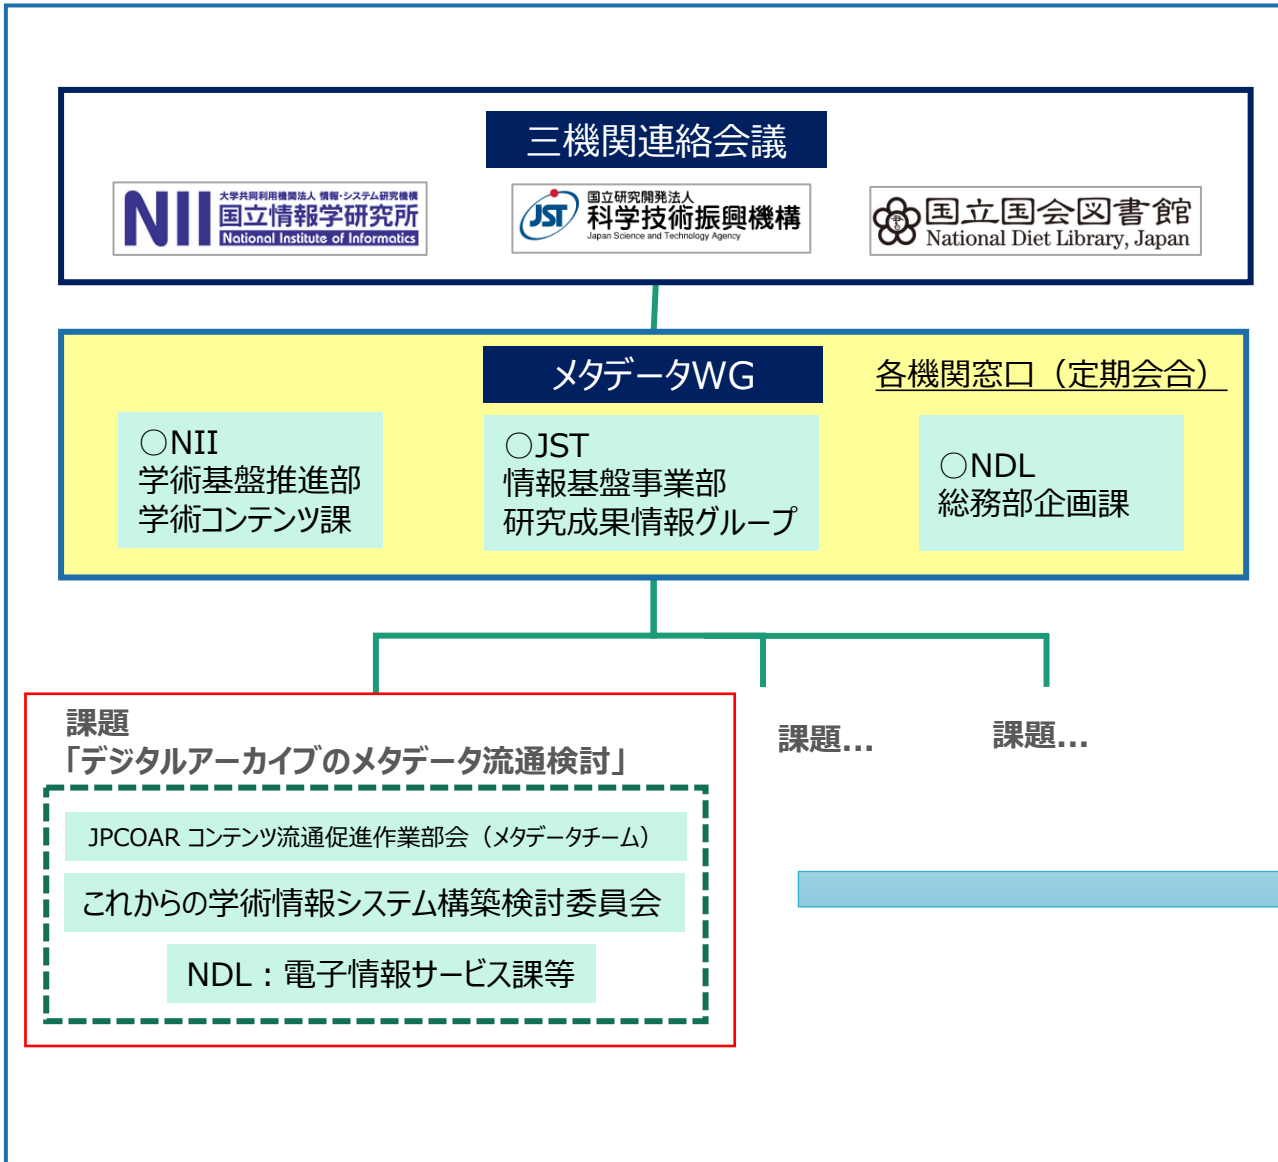 三機関連絡会議
NII
大学共同利用機関法人 情報・システム研究機構
国立情報学研究所
National Institute of Informatics
JST
国立研究開発法人
科学技術振興機構
Japan Science and Technology Agency
国立国会図書館
National Diet Library, Japan
メタデータWG
各機関窓口（定期会合）
○NII
学術基盤推進部
学術コンテンツ課
○JST
情報基盤事業部
研究成果情報グループ
○NDL
総務部企画課
課題
「デジタルアーカイブのメタデータ流通検討」
JPCOAR コンテンツ流通促進作業部会（メタデータチーム）
これからの学術情報システム構築検討委員会
NDL：電子情報サービス課等
課題...
課題...